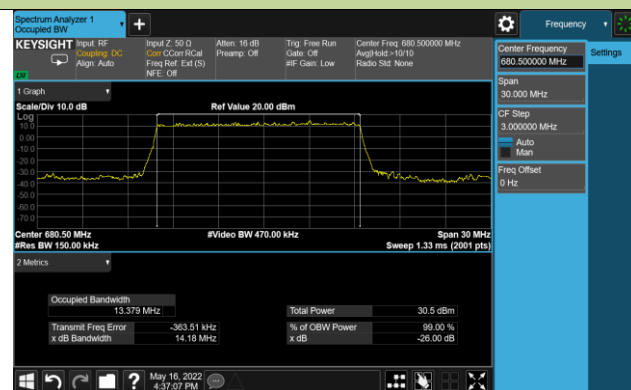 Spectrum Analyzer 1
Occupied BW
Frequency
KEYSIGHT
Input: RF
Coupling: DC
Align: Auto
Input Z: 50 Ω
Corr CCorr RCal
Freq Ref: Ext (S)
NFE: Off
Atten: 16 dB
Preamp: Off
Trig: Free Run
Gate: Off
#IF Gain: Low
Center Freq: 680.500000 MHz
Avg|Hold:>10/10
Radio Std: None
Center Frequency
680.500000 MHz
Settings
Span
30.000 MHz
CF Step
3.000000 MHz
Auto
Man
Freq Offset
0 Hz
1 Graph
Scale/Div 10.0 dB
Ref Value 20.00 dBm
Log
10.0
0.00
-10.0
-20.0
-30.0
-40.0
-50.0
-60.0
-70.0
Center 680.50 MHz
#Video BW 470.00 kHz
Span 30 MHz
#Res BW 150.00 kHz
Sweep 1.33 ms (2001 pts)
2 Metrics
Occupied Bandwidth
13.379 MHz
Total Power
30.5 dBm
Transmit Freq Error
-363.51 kHz
% of OBW Power
99.00 %
x dB Bandwidth
14.18 MHz
x dB
-26.00 dB
?
May 16, 2022
4:37:07 PM